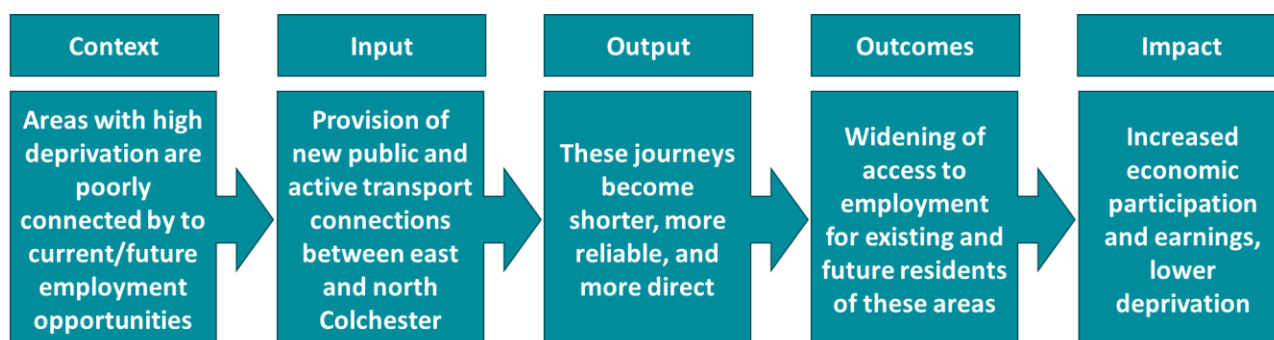 Context
Input
Output
Outcomes
Impact
Areas with high
deprivation are
poorly
connected by to
current/future
employment
opportunities
Provision of
new public and
active transport
connections
between east
and north
Colchester
These journeys
become
shorter, more
reliable, and
more direct
Widening of
access to
employment
for existing and
future residents
of these areas
Increased
economic
participation
and earnings,
lower
deprivation